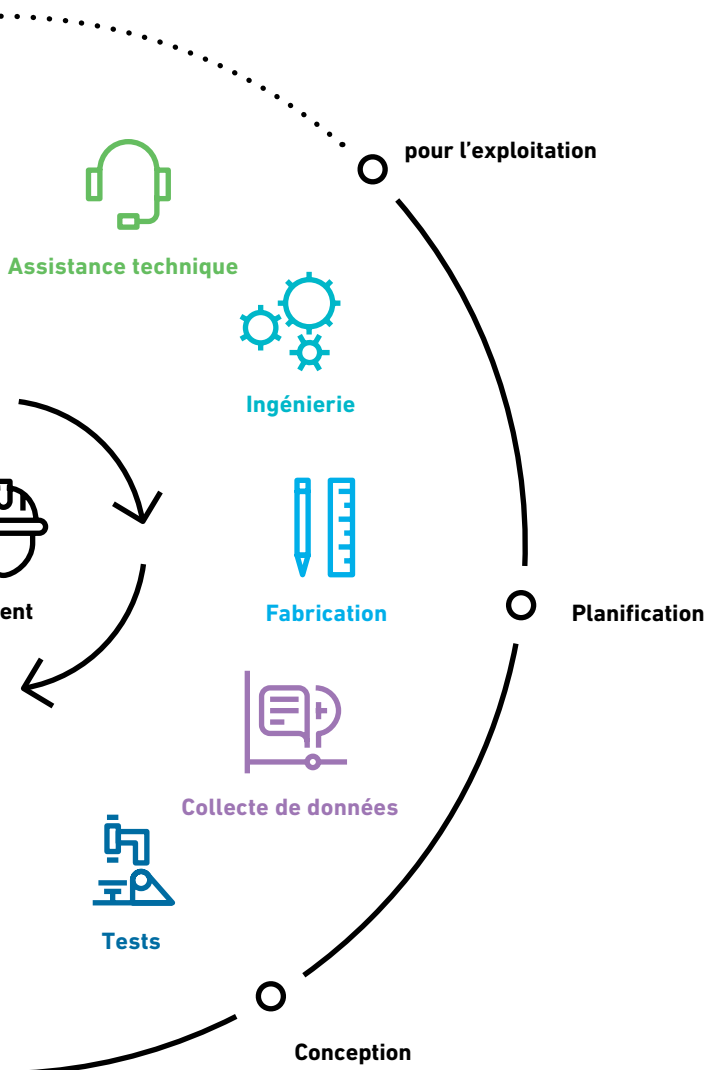 pour l’exploitation
Assistance technique
Ingénierie
Fabrication
ent
Planification
Collecte de données
Tests
Conception